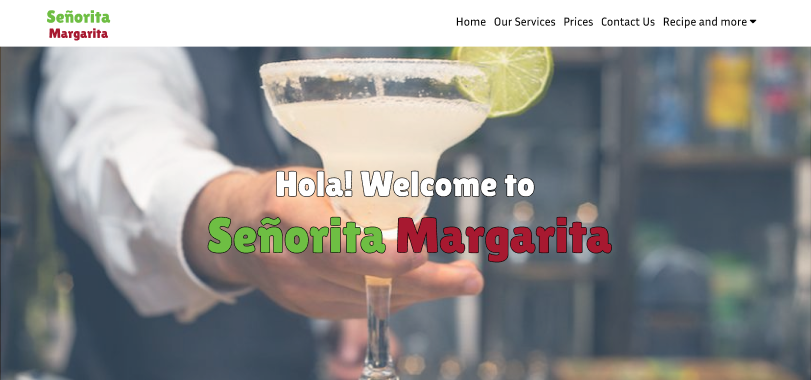 Señorita
Margarita
Home Our Services Prices Contact Us Recipe and more
Hola! Welcome to
Señorita Margarita